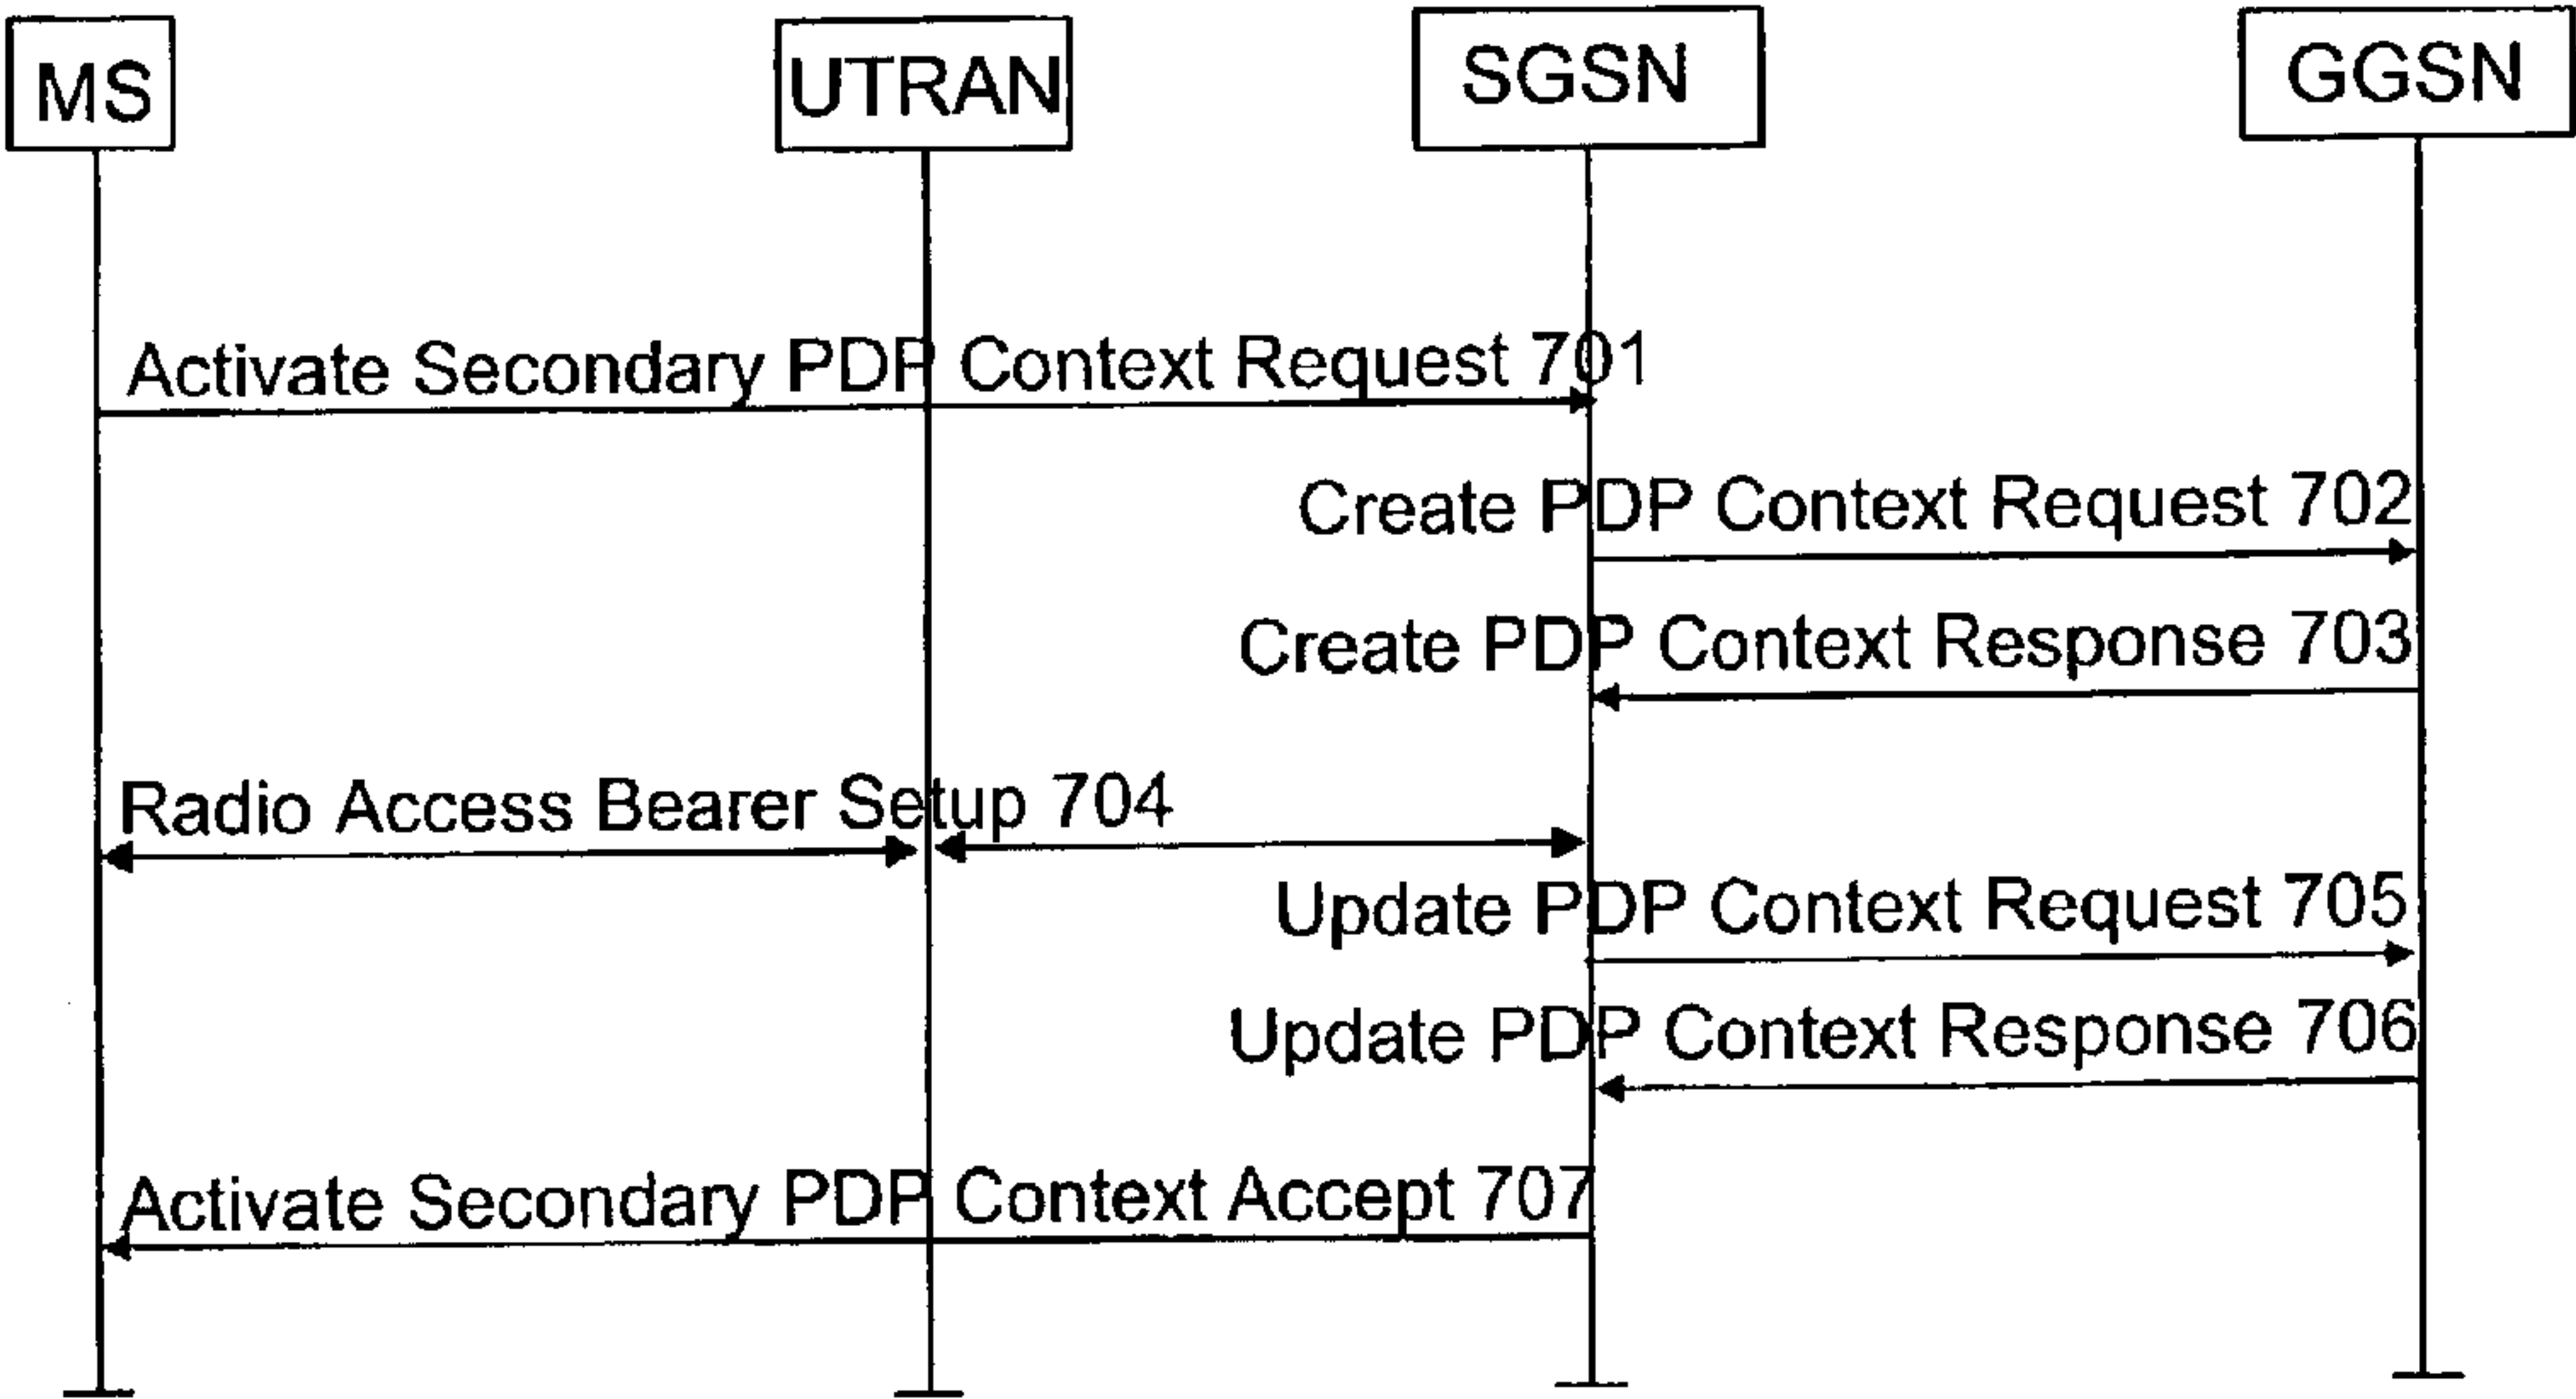 MS
UTRAN
SGSN
GGSN
Activate Secondary PDP Context Request 701
Create PDP Context Request 702
Create PDP Context Response 703
Radio Access Bearer Setup 704
Update PDP Context Request 705
Update PDP Context Response 706
Activate Secondary PDP Context Accept 707